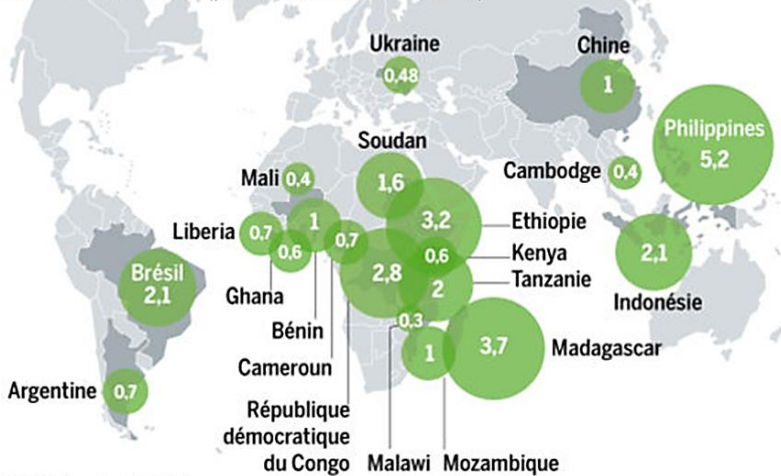 Ukraine
0,48
Chine
1
Philippines
5,2
Soudan
1,6
Cambodge
0,4
Mali
0,4
Liberia
0,7
0,6
1
0,7
3,2
Ethiopie
0,6
Kenya
2,8
2
Tanzanie
2,1
Indonésie
Brésil
2,1
Ghana
Bénin
0,3
1
3,7
Madagascar
Cameroun
Argentine
0,7
République
démocratique
du Congo
Malawi
Mozambique